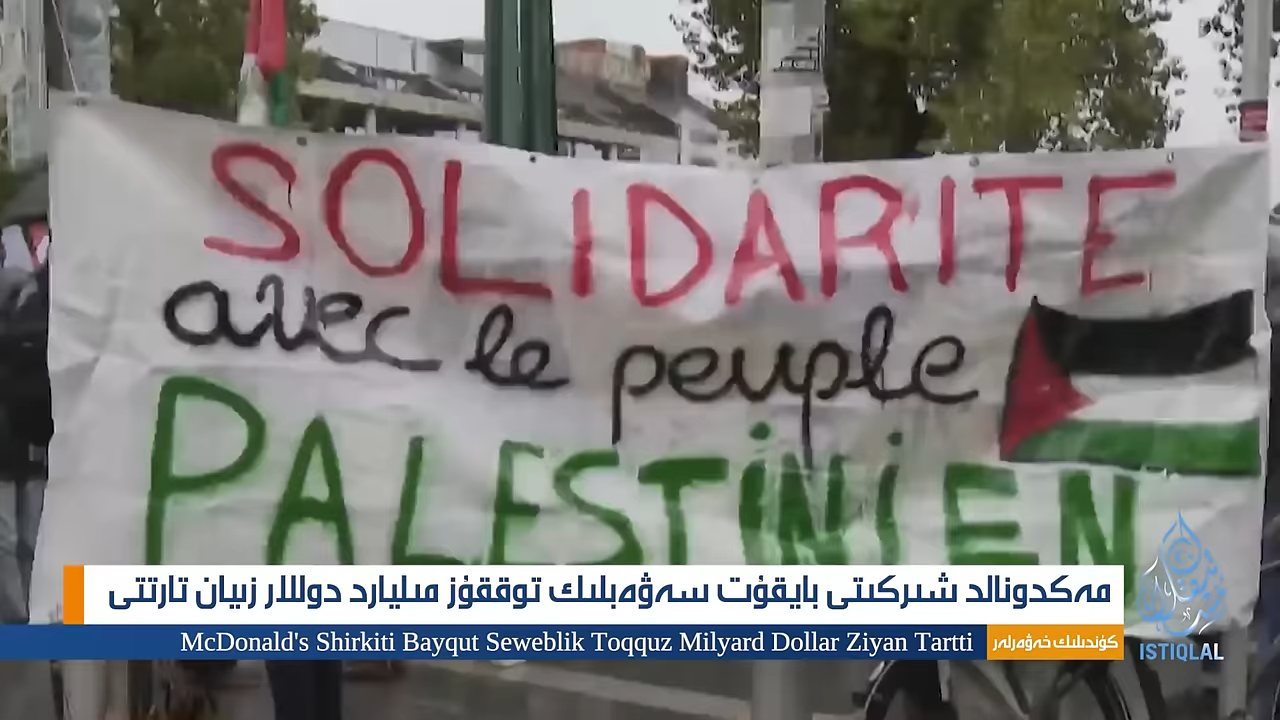 SOLIDARITE
avec le peuple
PALESTINIEN
مەكدونالد شىركىتى بايقۇت سەۋەبلىك توققۇز مىليارد دوللار زىيان تارتتى
McDonald's Shirkiti Bayqut Seweblik Toqquz Milyard Dollar Ziyan Tartti
كۈندىلىك خەۋەرلەر
ISTIQLAL